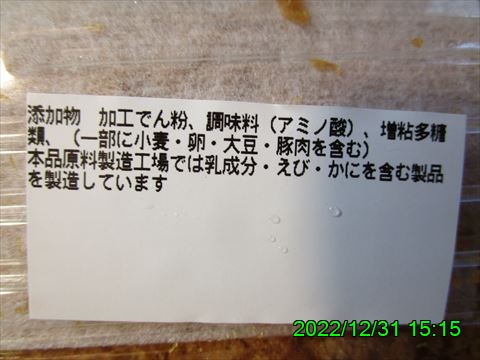 添加物　加工でん粉、調味料（アミノ酸）、増粘多糖
類、（一部に小麦・卵・大豆・豚肉を含む）
本品原料製造工場では乳成分・えび・かにを含む製品
を製造しています
2022/12/31 15:15